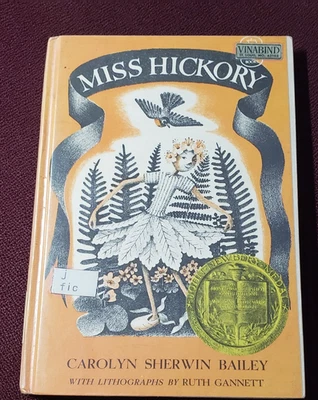 VINABIND
MISS HICKORY
J
fic
CAROLYN SHERWIN BAILEY
WITH LITHOGRAPHS BY RUTH GANNETT